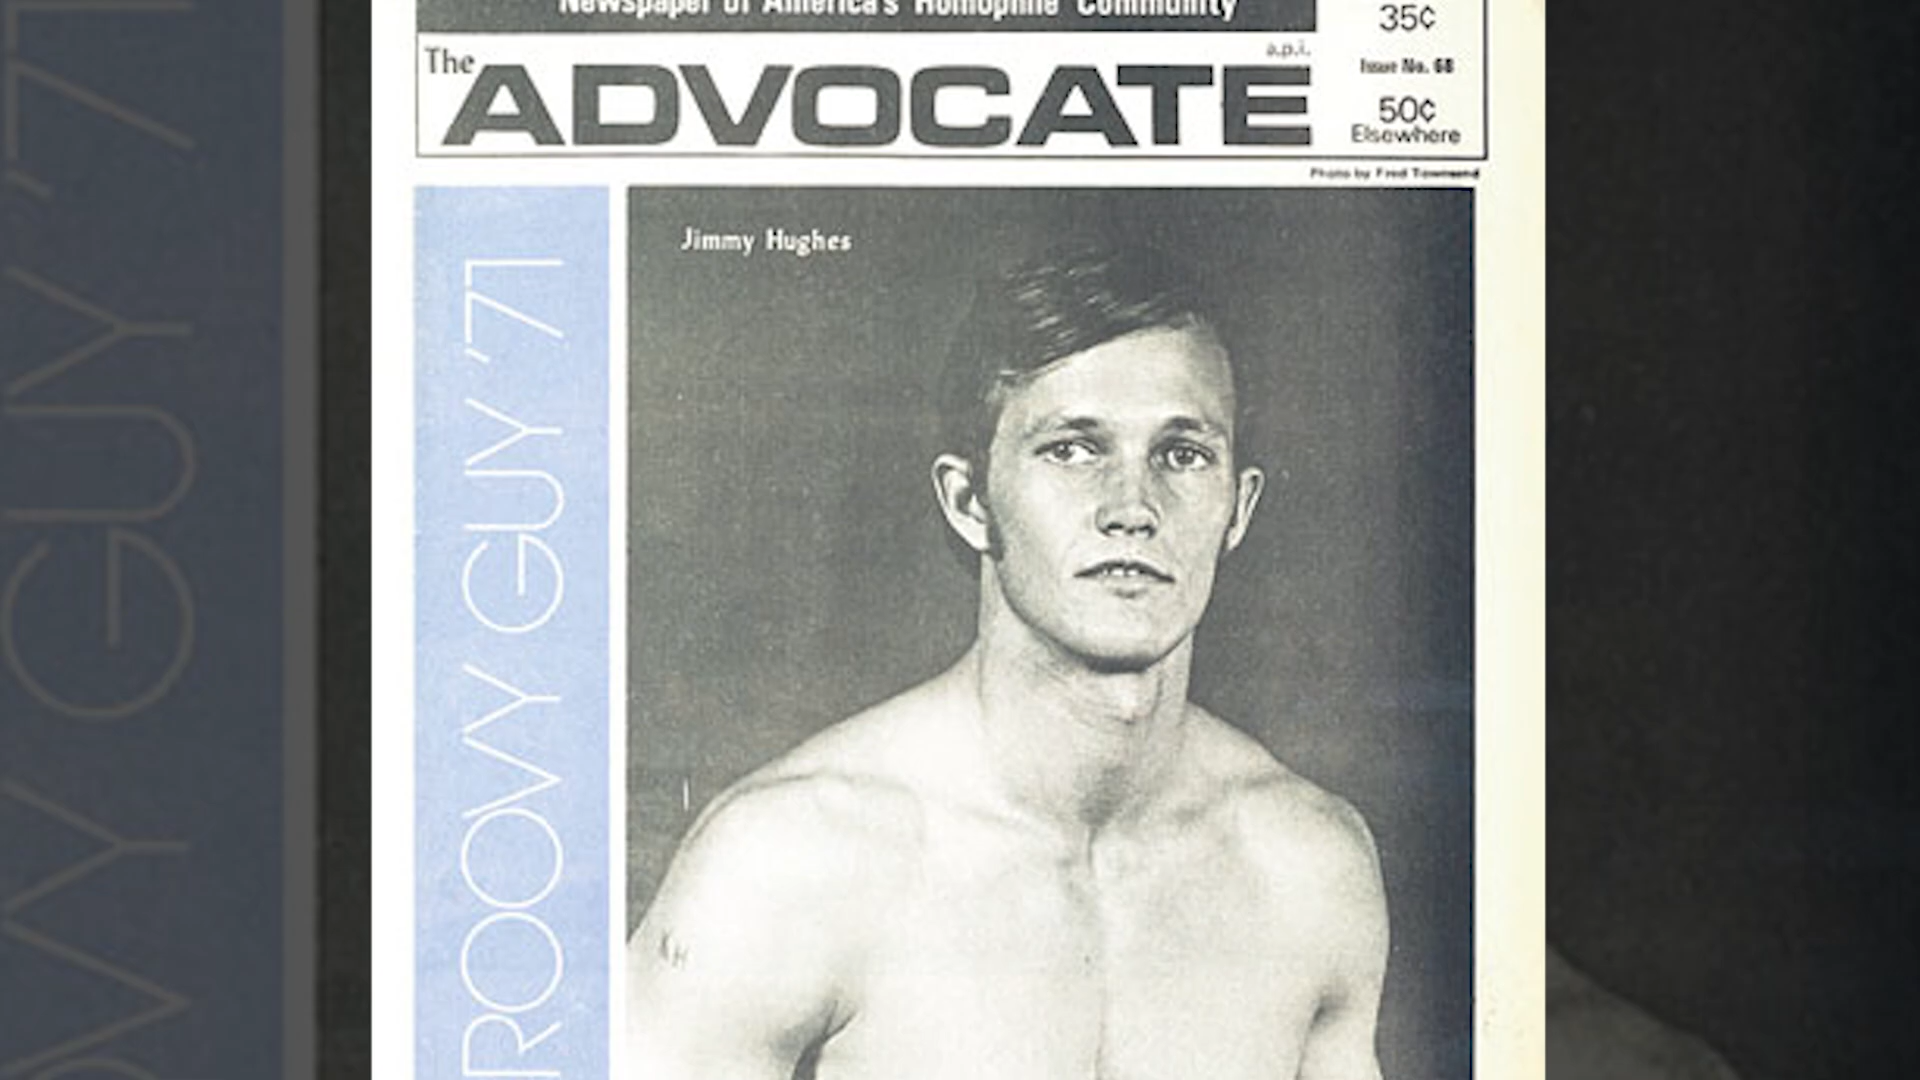 Newspaper of America's Homophile Community
35¢
a.p.i.
The
ADVOCATE
Issue No. 68
50¢
Elsewhere
Photo by Fred Townsend
Jimmy Hughes
ROOVY GUY '71